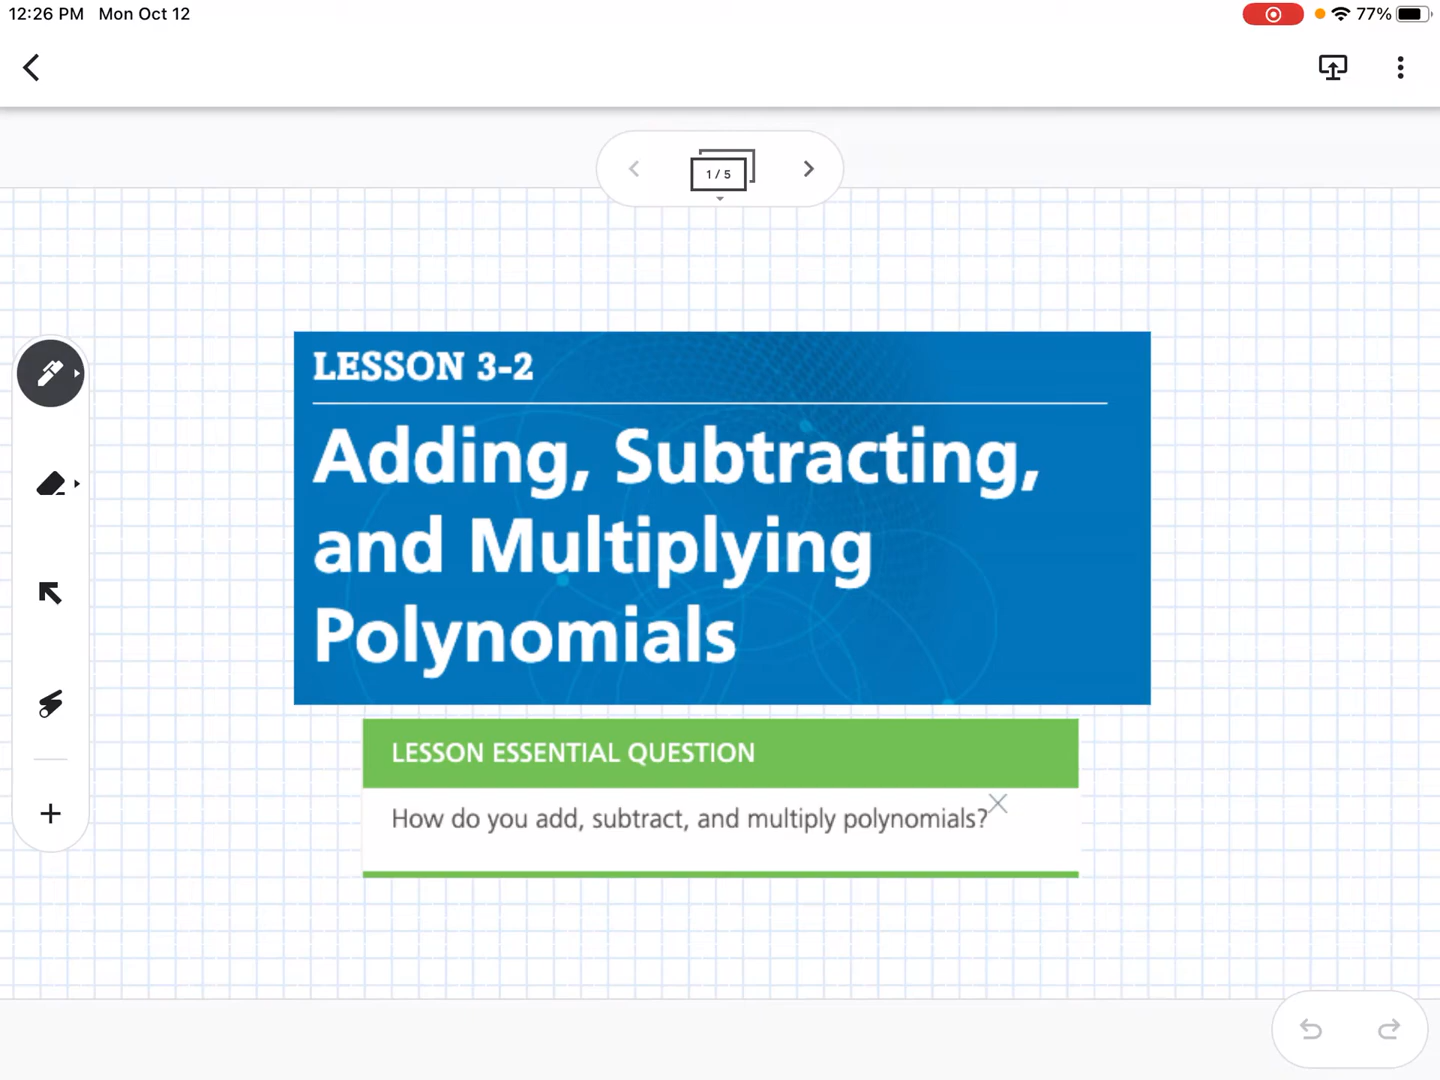 12:26 PM Mon Oct 12
77%
1 / 5
LESSON 3-2
Adding, Subtracting,
and Multiplying
Polynomials
LESSON ESSENTIAL QUESTION
How do you add, subtract, and multiply polynomials?